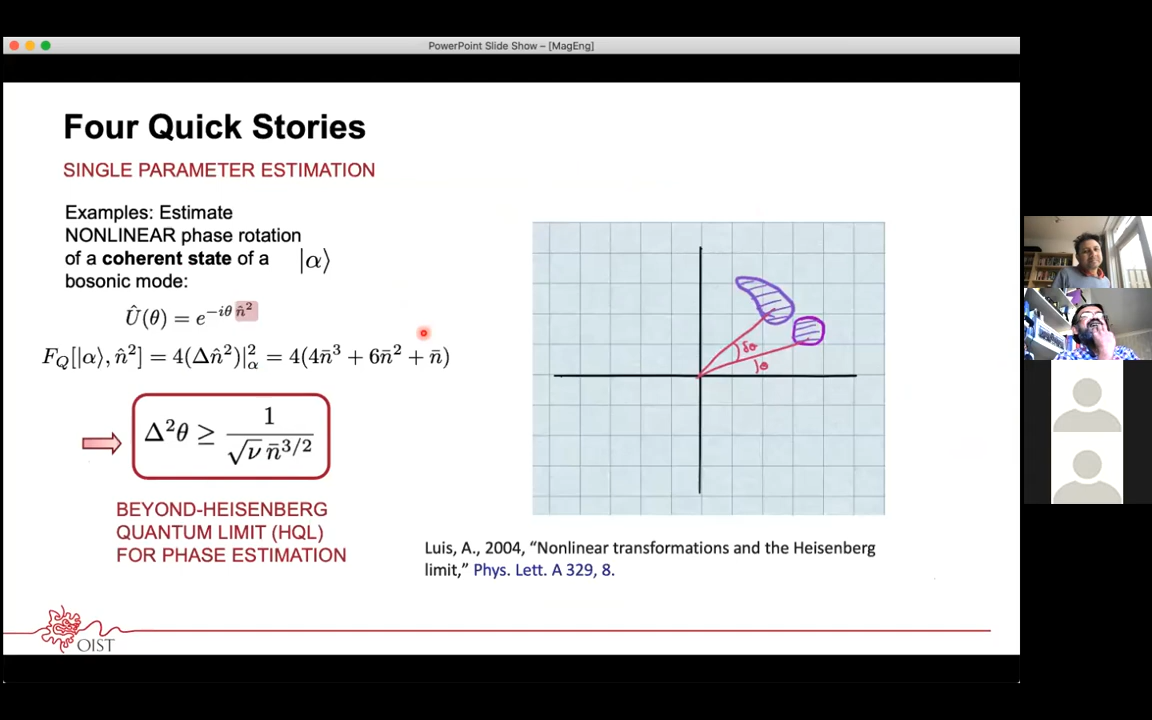 PowerPoint Slide Show – [MagEng]
Four Quick Stories
SINGLE PARAMETER ESTIMATION
Examples: Estimate
NONLINEAR phase rotation
of a coherent state of a |α⟩
bosonic mode:
Û(θ) = e^{-iθ n̂²}
F_Q[|α⟩, n̂²] = 4(Δn̂²)|²_α = 4(4n̄³ + 6n̄² + n̄)
Δ²θ ≥ 1/(√ν n̄^{3/2})
BEYOND-HEISENBERG
QUANTUM LIMIT (HQL)
FOR PHASE ESTIMATION
δθ
θ
Luis, A., 2004, “Nonlinear transformations and the Heisenberg
limit,” Phys. Lett. A 329, 8.
OIST